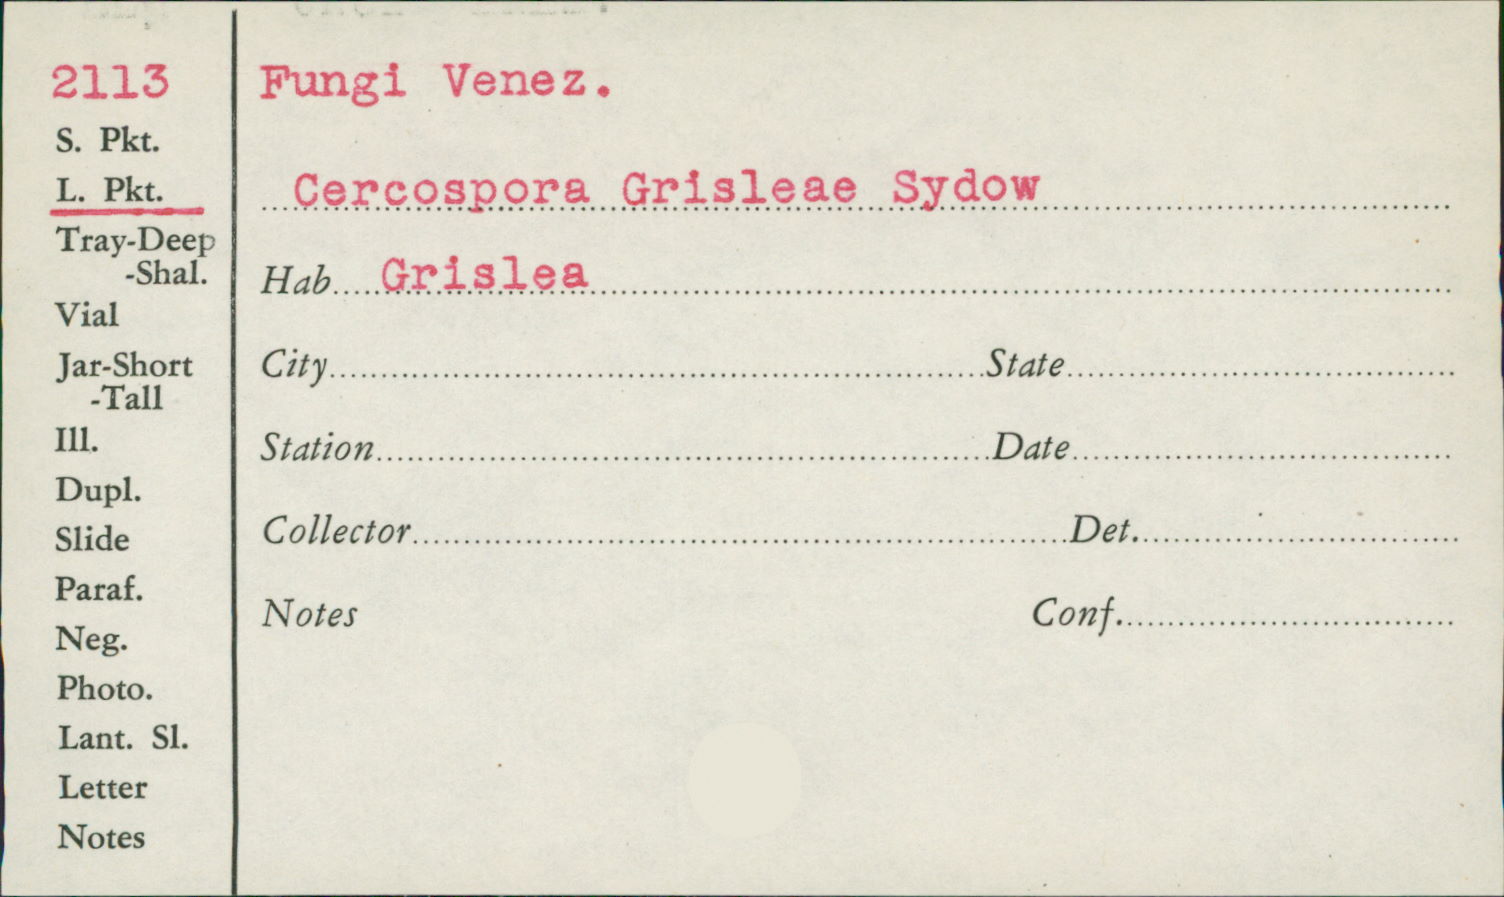 2113
S. Pkt.
L. Pkt.
Tray-Deep
-Shal.
Vial
Jar-Short
-Tall
Ill.
Dupl.
Slide
Paraf.
Neg.
Photo.
Lant. Sl.
Letter
Notes
Fungi Venez.
Cercospora Grisleae Sydow
Hab Grislea
City State
Station Date
Collector Det.
Notes Conf.